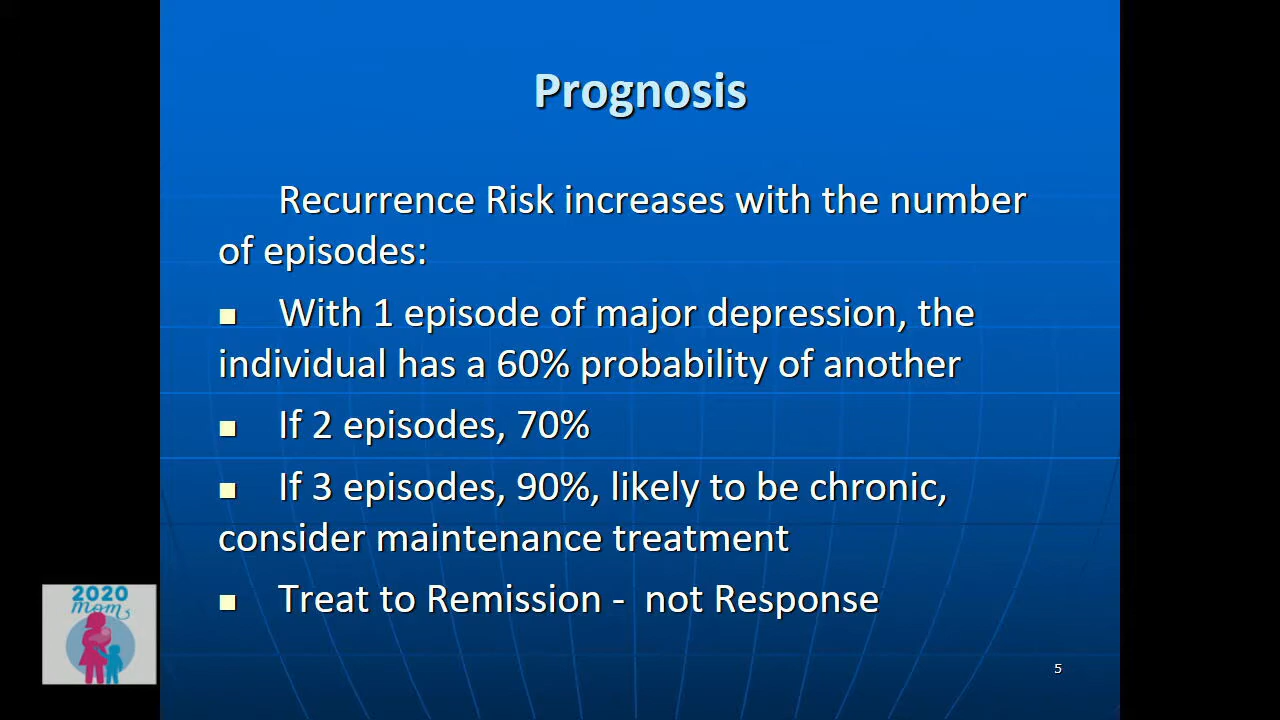 Prognosis
Recurrence Risk increases with the number
of episodes:
With 1 episode of major depression, the
individual has a 60% probability of another
If 2 episodes, 70%
If 3 episodes, 90%, likely to be chronic,
consider maintenance treatment
Treat to Remission -  not Response
2020
mom
5